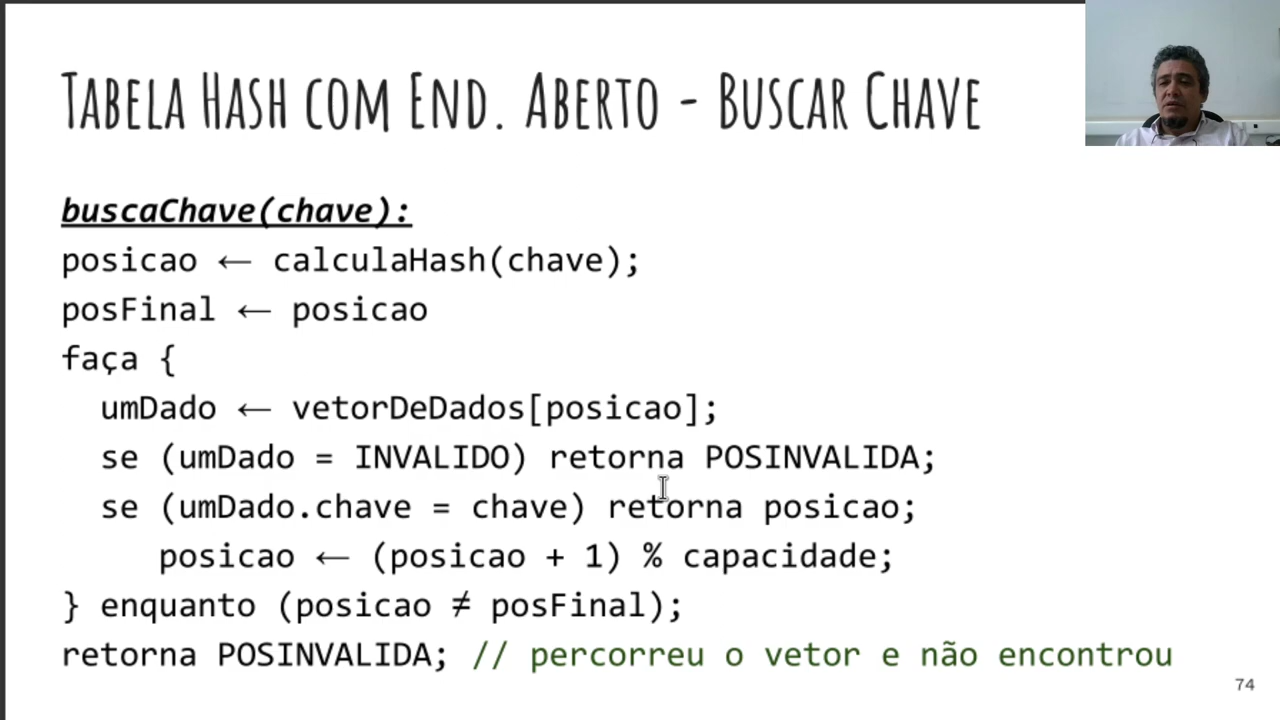 Tabela Hash com End. Aberto - Buscar Chave
buscaChave(chave):
posicao ← calculaHash(chave);
posFinal ← posicao
faça {
umDado ← vetorDeDados[posicao];
se (umDado = INVALIDO) retorna POSINVALIDA;
se (umDado.chave = chave) retorna posicao;
posicao ← (posicao + 1) % capacidade;
} enquanto (posicao ≠ posFinal);
retorna POSINVALIDA; // percorreu o vetor e não encontrou
74